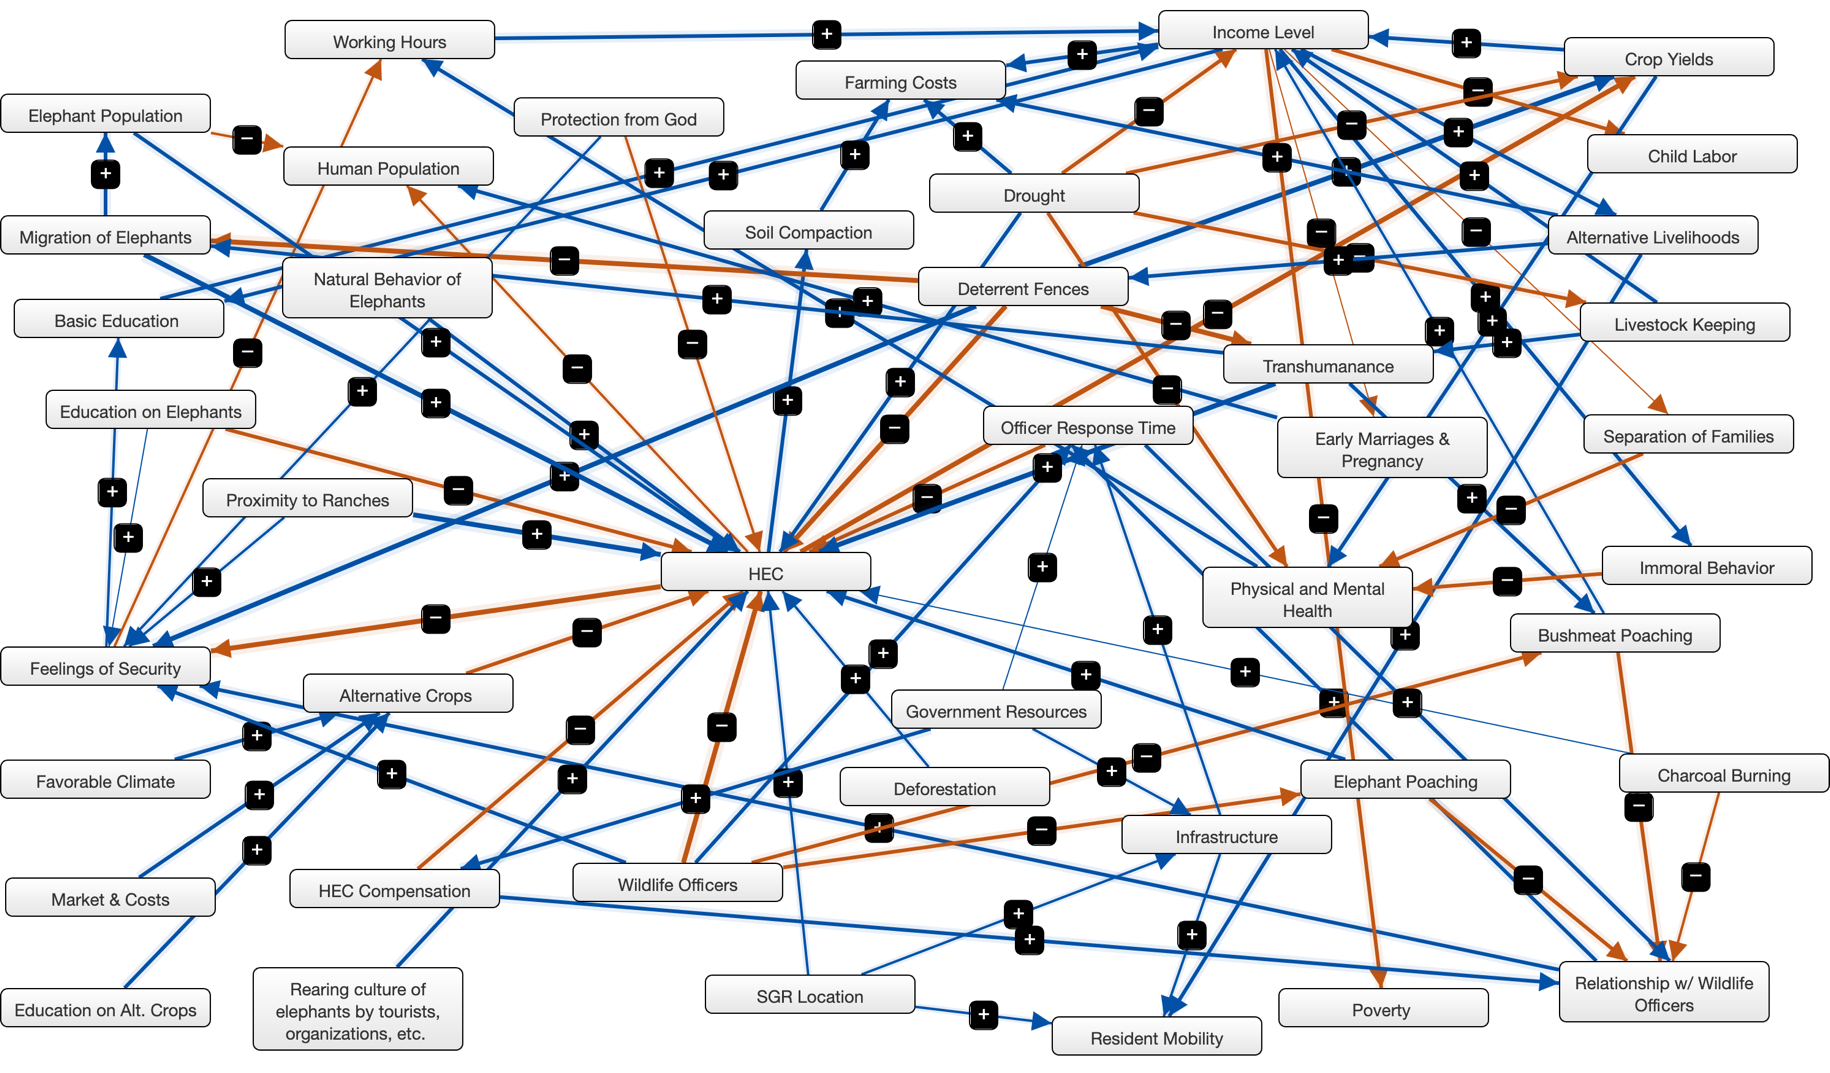 Working Hours
Income Level
Crop Yields
Farming Costs
Elephant Population
Protection from God
Human Population
Child Labor
Drought
Soil Compaction
Migration of Elephants
Alternative Livelihoods
Natural Behavior of
Elephants
Deterrent Fences
Basic Education
Livestock Keeping
Transhumanance
Education on Elephants
Officer Response Time
Early Marriages &
Pregnancy
Separation of Families
Proximity to Ranches
HEC
Immoral Behavior
Physical and Mental
Health
Bushmeat Poaching
Feelings of Security
Alternative Crops
Government Resources
Favorable Climate
Deforestation
Elephant Poaching
Charcoal Burning
Infrastructure
Market & Costs
HEC Compensation
Wildlife Officers
Education on Alt. Crops
Rearing culture of
elephants by tourists,
organizations, etc.
SGR Location
Resident Mobility
Poverty
Relationship w/ Wildlife
Officers